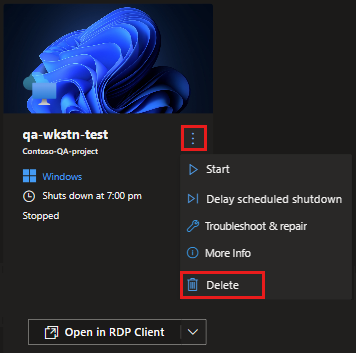 qa-wkstn-test
Contoso-QA-project
Windows
Shuts down at 7:00 pm
Stopped
Start
Delay scheduled shutdown
Troubleshoot & repair
More Info
Delete
Open in RDP Client